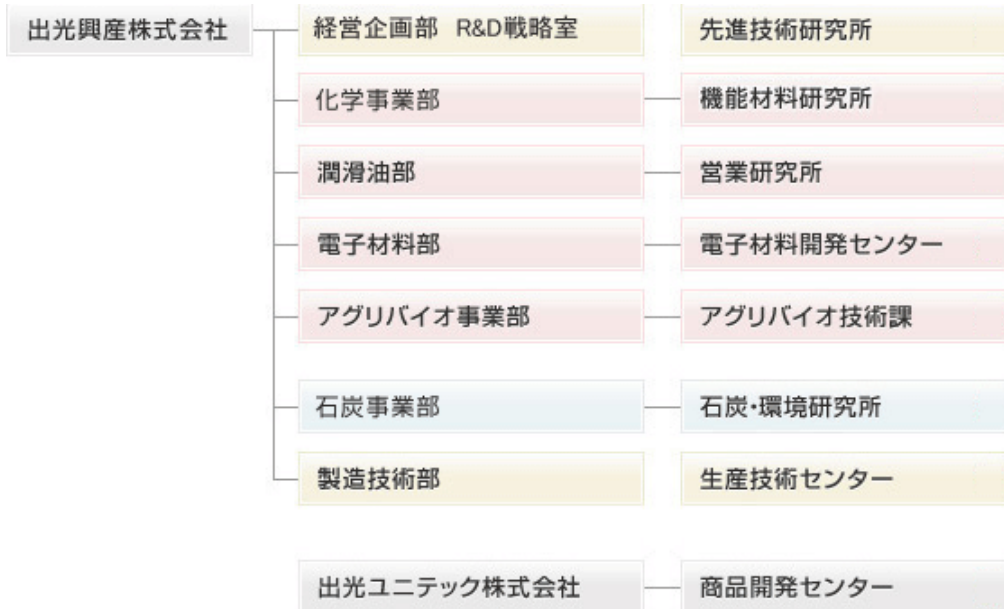 出光興産株式会社
経営企画部 R&D戦略室
先進技術研究所
化学事業部
機能材料研究所
潤滑油部
営業研究所
電子材料部
電子材料開発センター
アグリバイオ事業部
アグリバイオ技術課
石炭事業部
石炭・環境研究所
製造技術部
生産技術センター
出光ユニテック株式会社
商品開発センター